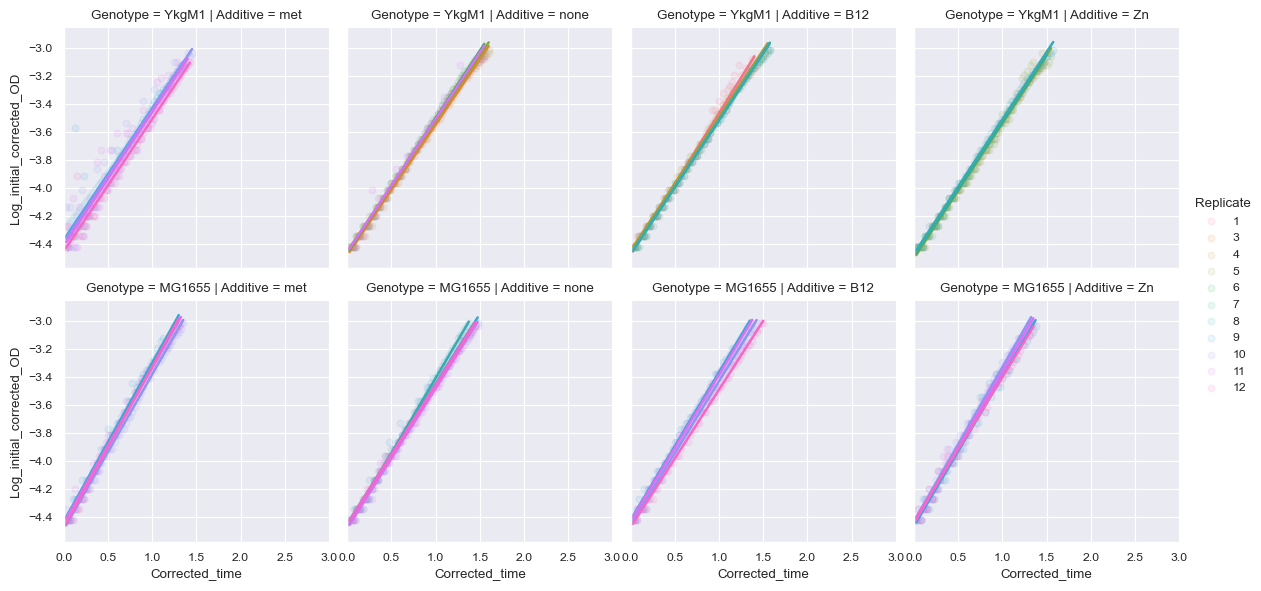 Genotype = YkgM1 | Additive = met
Genotype = YkgM1 | Additive = none
Genotype = YkgM1 | Additive = B12
Genotype = YkgM1 | Additive = Zn
Log_initial_corrected_OD
−3.0
−3.2
−3.4
−3.6
−3.8
−4.0
−4.2
−4.4
Genotype = MG1655 | Additive = met
Genotype = MG1655 | Additive = none
Genotype = MG1655 | Additive = B12
Genotype = MG1655 | Additive = Zn
Log_initial_corrected_OD
−3.0
−3.2
−3.4
−3.6
−3.8
−4.0
−4.2
−4.4
0.0 0.5 1.0 1.5 2.0 2.5 3.0
0.0 0.5 1.0 1.5 2.0 2.5 3.0
0.0 0.5 1.0 1.5 2.0 2.5 3.0
0.0 0.5 1.0 1.5 2.0 2.5 3.0
Corrected_time
Corrected_time
Corrected_time
Corrected_time
Replicate
1
3
4
5
6
7
8
9
10
11
12